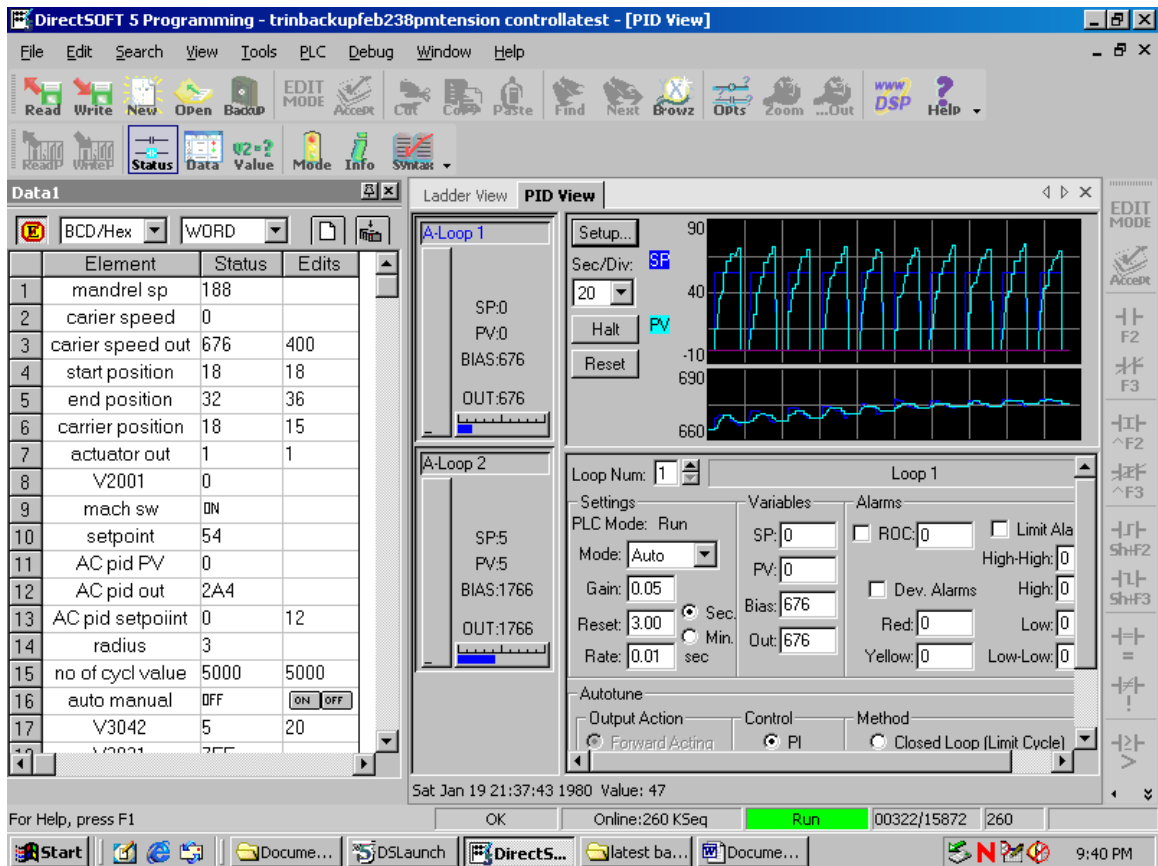 DirectSOFT 5 Programming - trinbackupfeb238pmtension controllatest - [PID View]
File Edit Search View Tools PLC Debug Window Help
Read Write New Open Backup EDIT MODE Accept Cut Copy Paste Find Next Browz Opts Zoom ...Out WWW DSP Help
ReadP WriteP Status Data V2=? Value Mode Info Syntax
Data1
BCD/Hex WORD
Element Status Edits
1 mandrel sp 188
2 carier speed 0
3 carier speed out 676 400
4 start position 18 18
5 end position 32 36
6 carrier position 18 15
7 actuator out 1 1
8 V2001 0
9 mach sw ON
10 setpoint 54
11 AC pid PV 0
12 AC pid out 2A4
13 AC pid setpoiint 0 12
14 radius 3
15 no of cycl value 5000 5000
16 auto manual OFF ON OFF
17 V3042 5 20
Ladder View PID View
A-Loop 1
SP:0
PV:0
BIAS:676
OUT:676
A-Loop 2
SP:5
PV:5
BIAS:1766
OUT:1766
Setup...
Sec/Div:
20
Halt
Reset
SP
PV
90
40
-10
690
660
Loop Num: 1 Loop 1
Settings
PLC Mode: Run
Mode: Auto
Gain: 0.05
Reset: 3.00 Sec. Min.
Rate: 0.01 sec
Variables
SP: 0
PV: 0
Bias: 676
Out: 676
Alarms
ROC: 0 Limit Ala
High-High: 0
Dev. Alarms High: 0
Red: 0 Low: 0
Yellow: 0 Low-Low: 0
Autotune
Output Action Control Method
Forward Acting PI Closed Loop (Limit Cycle)
Sat Jan 19 21:37:43 1980 Value: 47
EDIT MODE
Accept
F2
F3
^F2
^F3
Sh+F2
Sh+F3
=
!
>
For Help, press F1 OK Online:260 KSeq Run 00322/15872 260
Start Docume... DSLaunch DirectS... latest ba... Docume... 9:40 PM